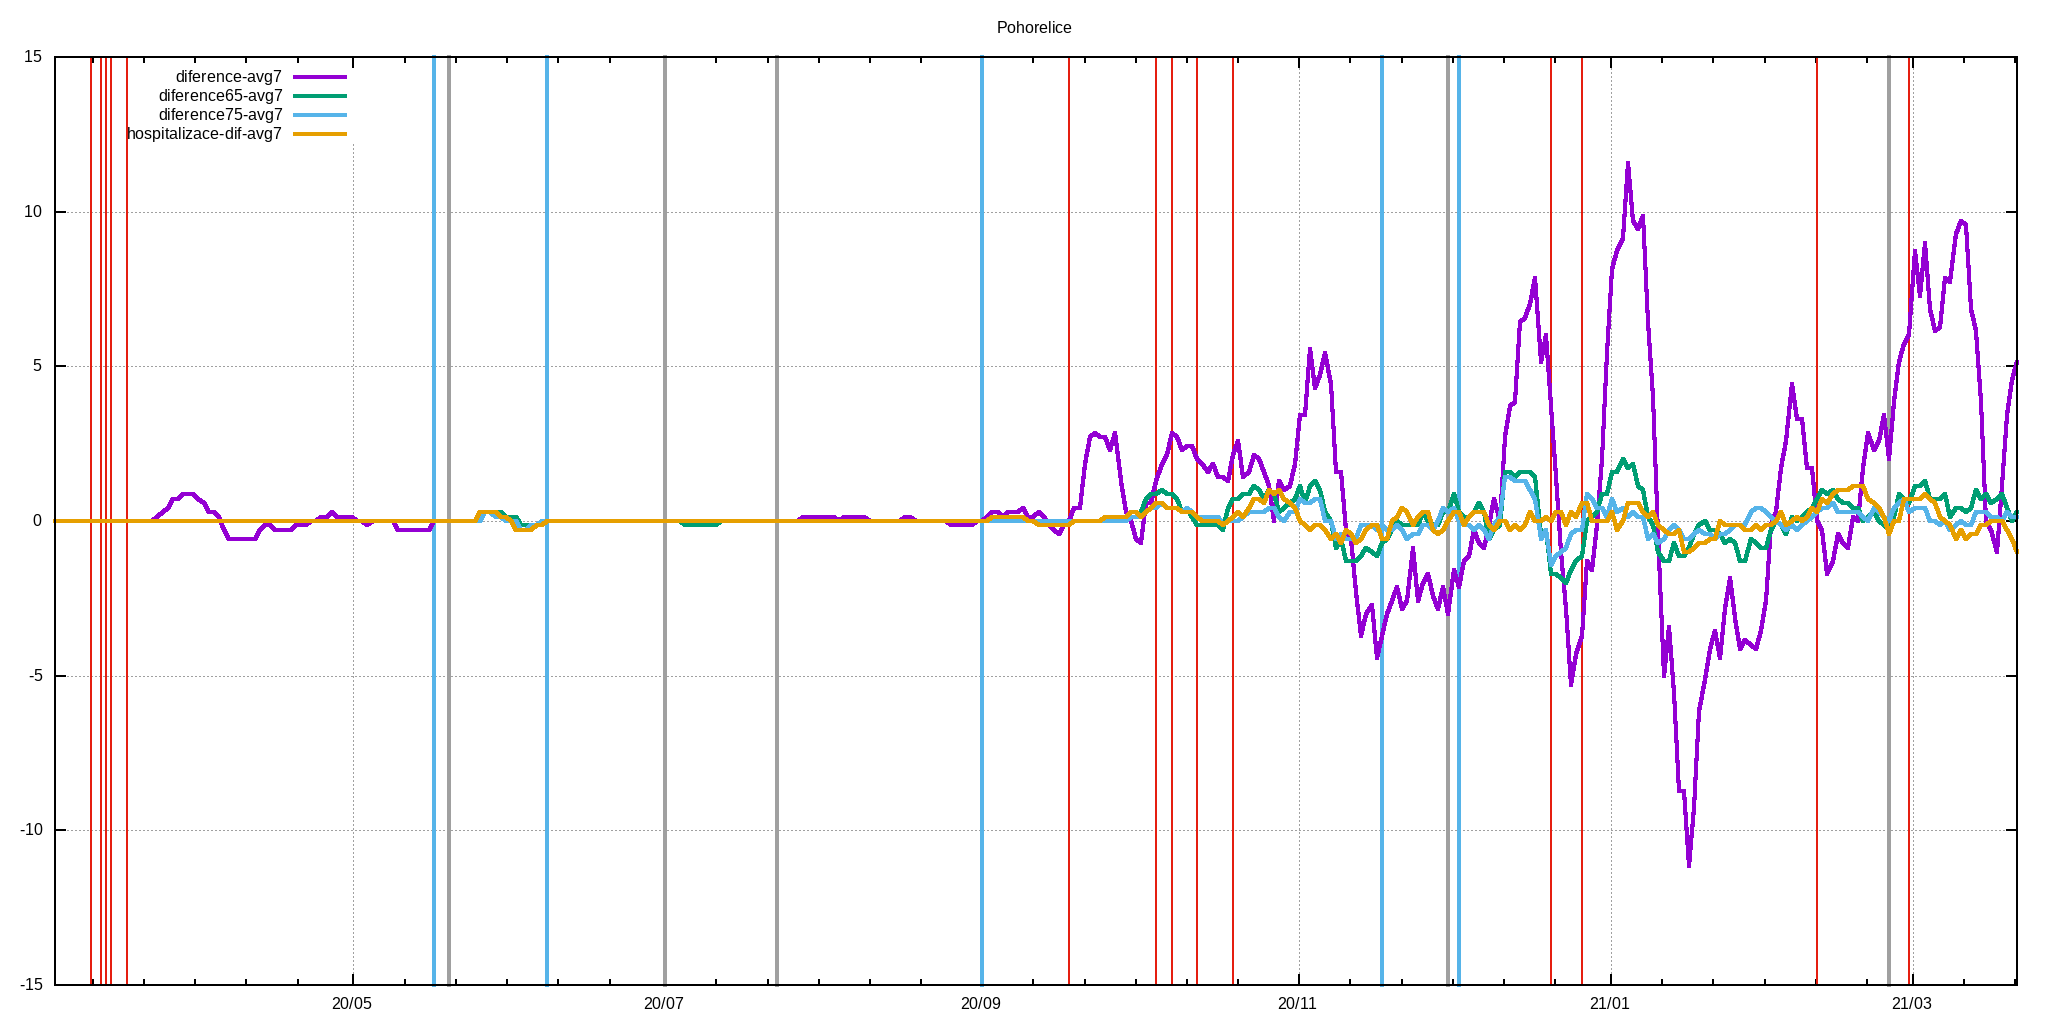 Pohorelice
15
10
5
0
-5
-10
-15
diference-avg7
diference65-avg7
diference75-avg7
hospitalizace-dif-avg7
20/05
20/07
20/09
20/11
21/01
21/03